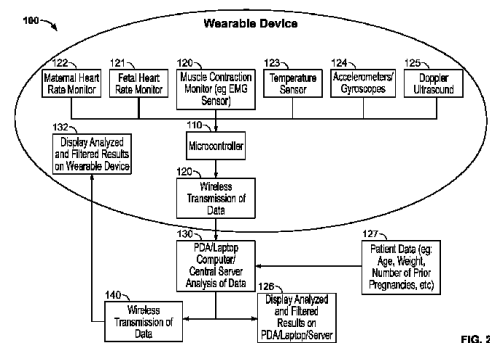 100
Wearable Device
122
Maternal Heart
Rate Monitor
121
Fetal Heart
Rate Monitor
120
Muscle Contraction
Monitor (eg EMG
Sensor)
123
Temperature
Sensor
124
Accelerometers/
Gyroscopes
125
Doppler
Ultrasound
132
Display Analyzed
and Filtered Results
on Wearable Device
110
Microcontroller
120
Wireless
Transmission of
Data
130
PDA/Laptop
Computer/
Central Server
Analysis of Data
127
Patient Data (eg:
Age, Weight,
Number of Prior
Pregnancies, etc)
140
Wireless
Transmission of
Data
126
Display Analyzed
and Filtered
Results on
PDA/Laptop/Server
FIG. 2